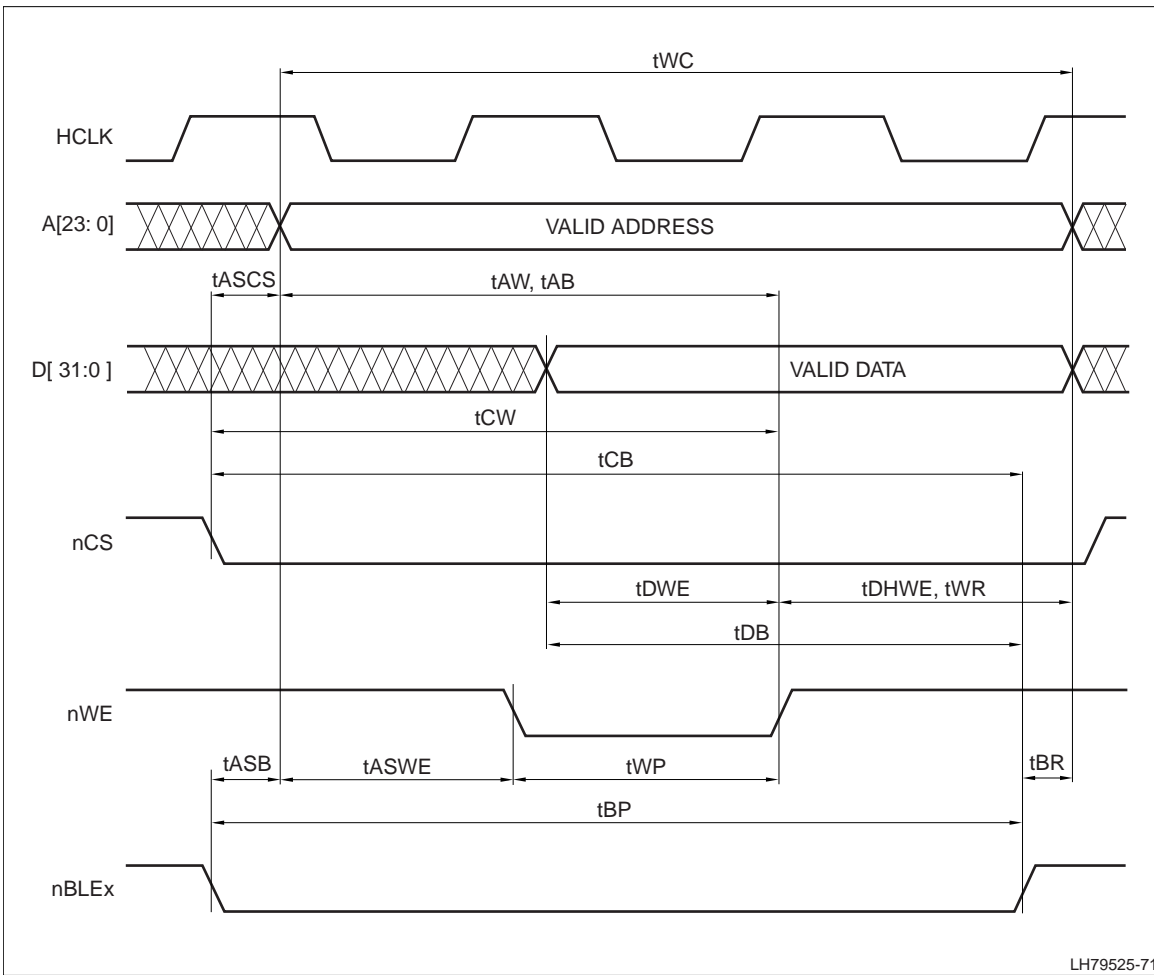 tWC
HCLK
A[23: 0]
VALID ADDRESS
tASCS
tAW, tAB
D[ 31:0 ]
VALID DATA
tCW
tCB
nCS
tDWE
tDHWE, tWR
tDB
nWE
tASB
tASWE
tWP
tBR
tBP
nBLEx
LH79525-71